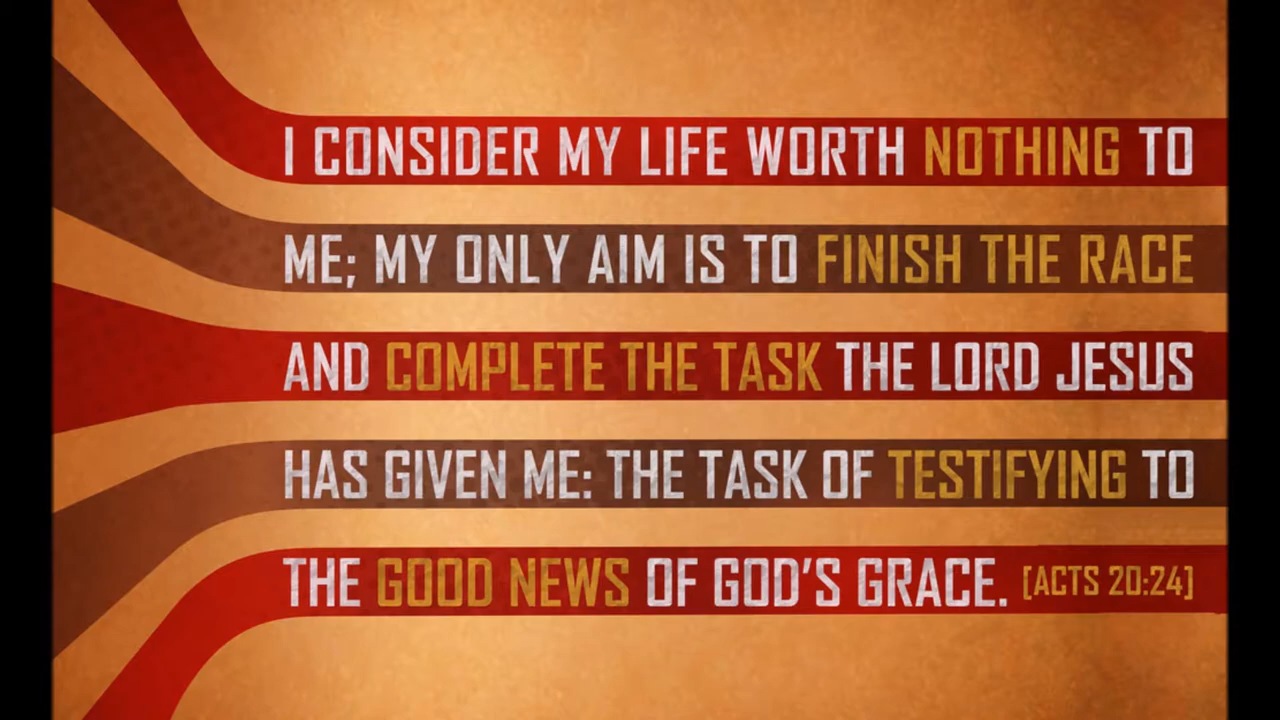 I CONSIDER MY LIFE WORTH NOTHING TO
ME; MY ONLY AIM IS TO FINISH THE RACE
AND COMPLETE THE TASK THE LORD JESUS
HAS GIVEN ME: THE TASK OF TESTIFYING TO
THE GOOD NEWS OF GOD'S GRACE. [ACTS 20:24]